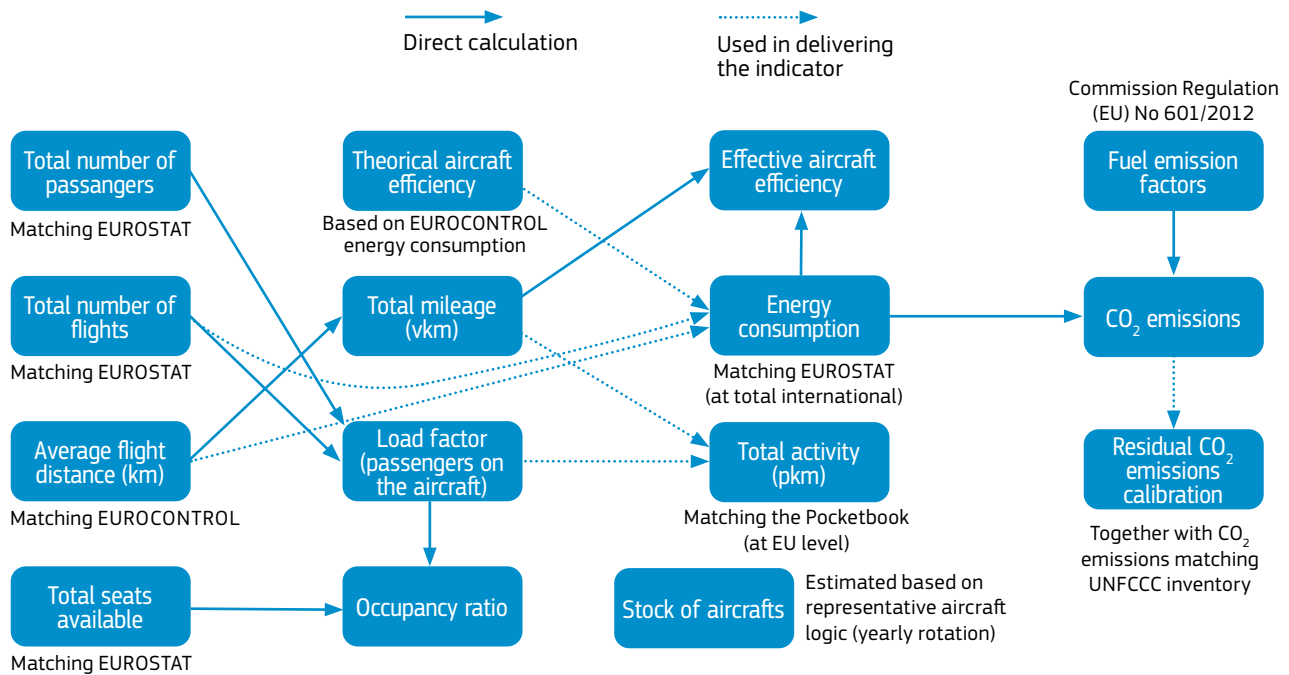 Direct calculation
Used in delivering
the indicator
Commission Regulation
(EU) No 601/2012
Total number of
passangers
Matching EUROSTAT
Theorical aircraft
efficiency
Based on EUROCONTROL
energy consumption
Effective aircraft
efficiency
Fuel emission
factors
Total number of
flights
Matching EUROSTAT
Total mileage
(vkm)
Energy
consumption
Matching EUROSTAT
(at total international)
CO₂ emissions
Average flight
distance (km)
Matching EUROCONTROL
Load factor
(passengers on
the aircraft)
Total activity
(pkm)
Matching the Pocketbook
(at EU level)
Residual CO₂
emissions
calibration
Together with CO₂
emissions matching
UNFCCC inventory
Total seats
available
Matching EUROSTAT
Occupancy ratio
Stock of aircrafts
Estimated based on
representative aircraft
logic (yearly rotation)